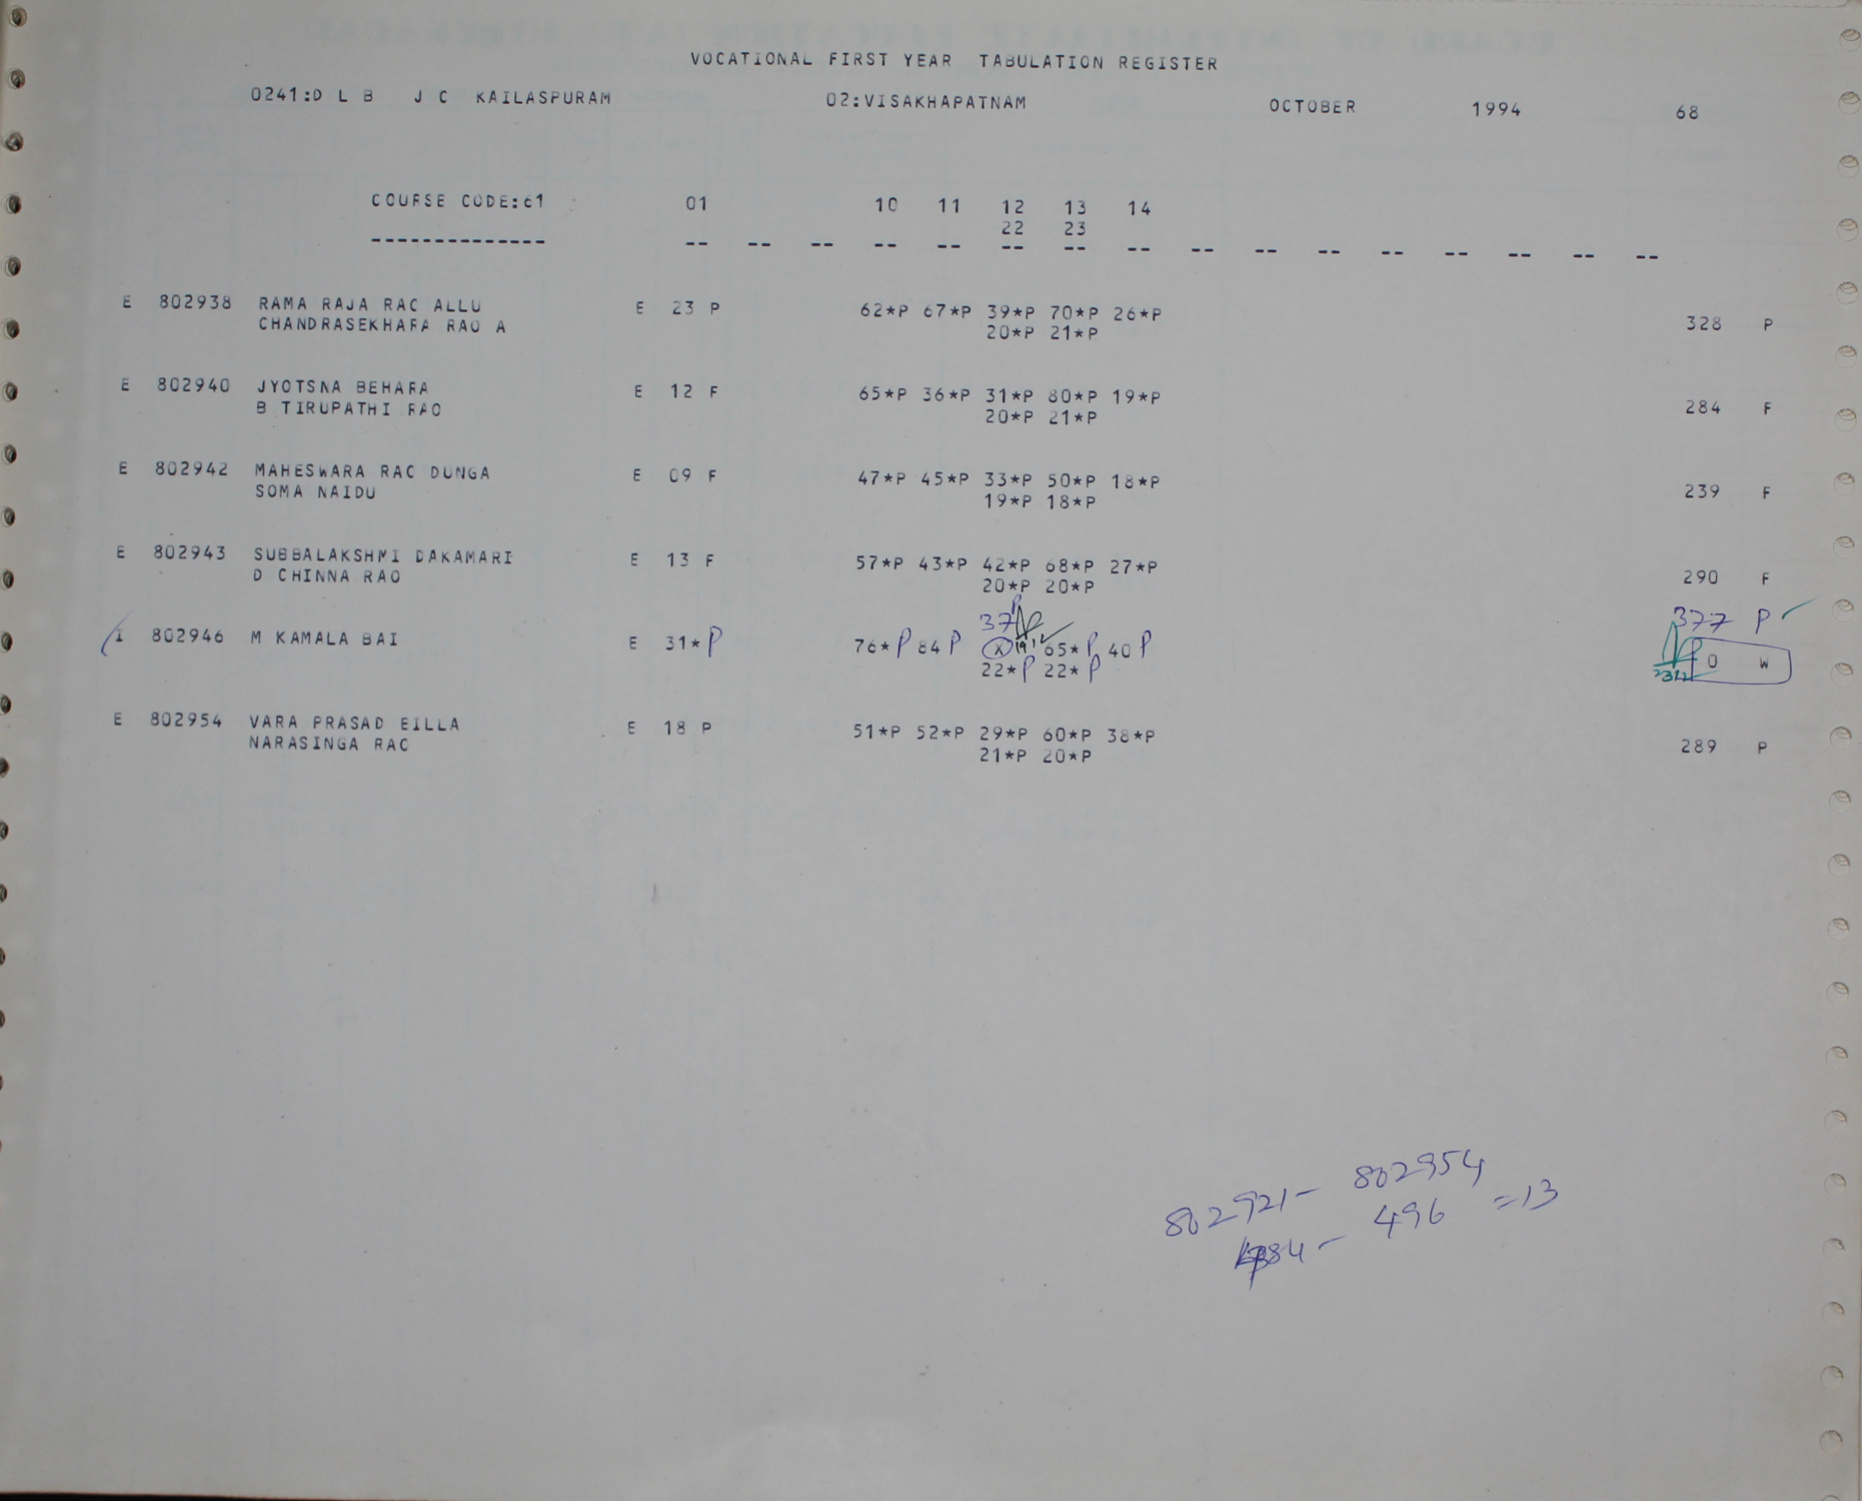 VOCATIONAL FIRST YEAR TABULATION REGISTER
0241:D L B J C KAILASPURAM 02:VISAKHAPATNAM OCTOBER 1994 68
COURSE CODE:61 01 10 11 12 13 14
22 23
-------------- -- -- -- -- -- -- -- -- -- -- -- -- -- -- -- --
E 802938 RAMA RAJA RAC ALLU E 23 P 62*P 67*P 39*P 70*P 26*P
CHANDRASEKHARA RAO A 20*P 21*P 328 P
E 802940 JYOTSNA BEHARA E 12 F 65*P 36*P 31*P 80*P 19*P
B TIRUPATHI RAO 20*P 21*P 284 F
E 802942 MAHESWARA RAC DUNGA E 09 F 47*P 45*P 33*P 50*P 18*P
SOMA NAIDU 19*P 18*P 239 F
E 802943 SUBBALAKSHMI DAKAMARI E 13 F 57*P 43*P 42*P 68*P 27*P
D CHINNA RAO 20*P 20*P 290 F
37 P 377 P
I 802946 M KAMALA BAI E 31*P 76*P 84 P A 65*P 40 P
22*P 22*P 0 W
E 802954 VARA PRASAD EILLA E 18 P 51*P 52*P 29*P 60*P 38*P
NARASINGA RAC 21*P 20*P 289 P
802921- 802954
484 - 496 =13